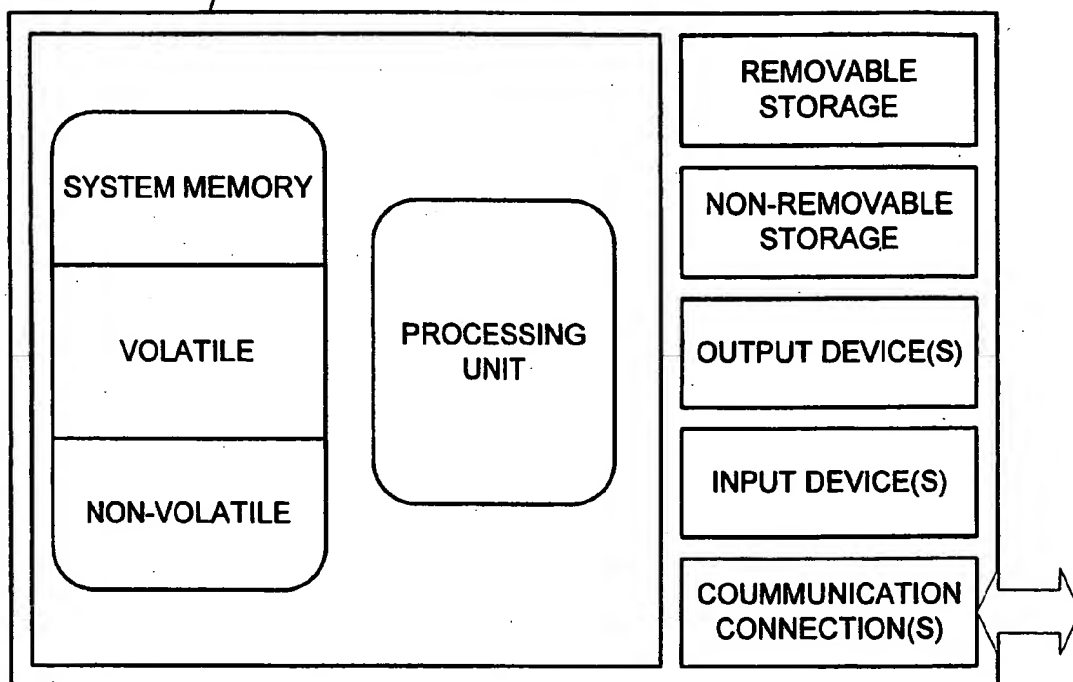 SYSTEM MEMORY
VOLATILE
NON-VOLATILE
PROCESSING
UNIT
REMOVABLE
STORAGE
NON-REMOVABLE
STORAGE
OUTPUT DEVICE(S)
INPUT DEVICE(S)
COUMMUNICATION
CONNECTION(S)